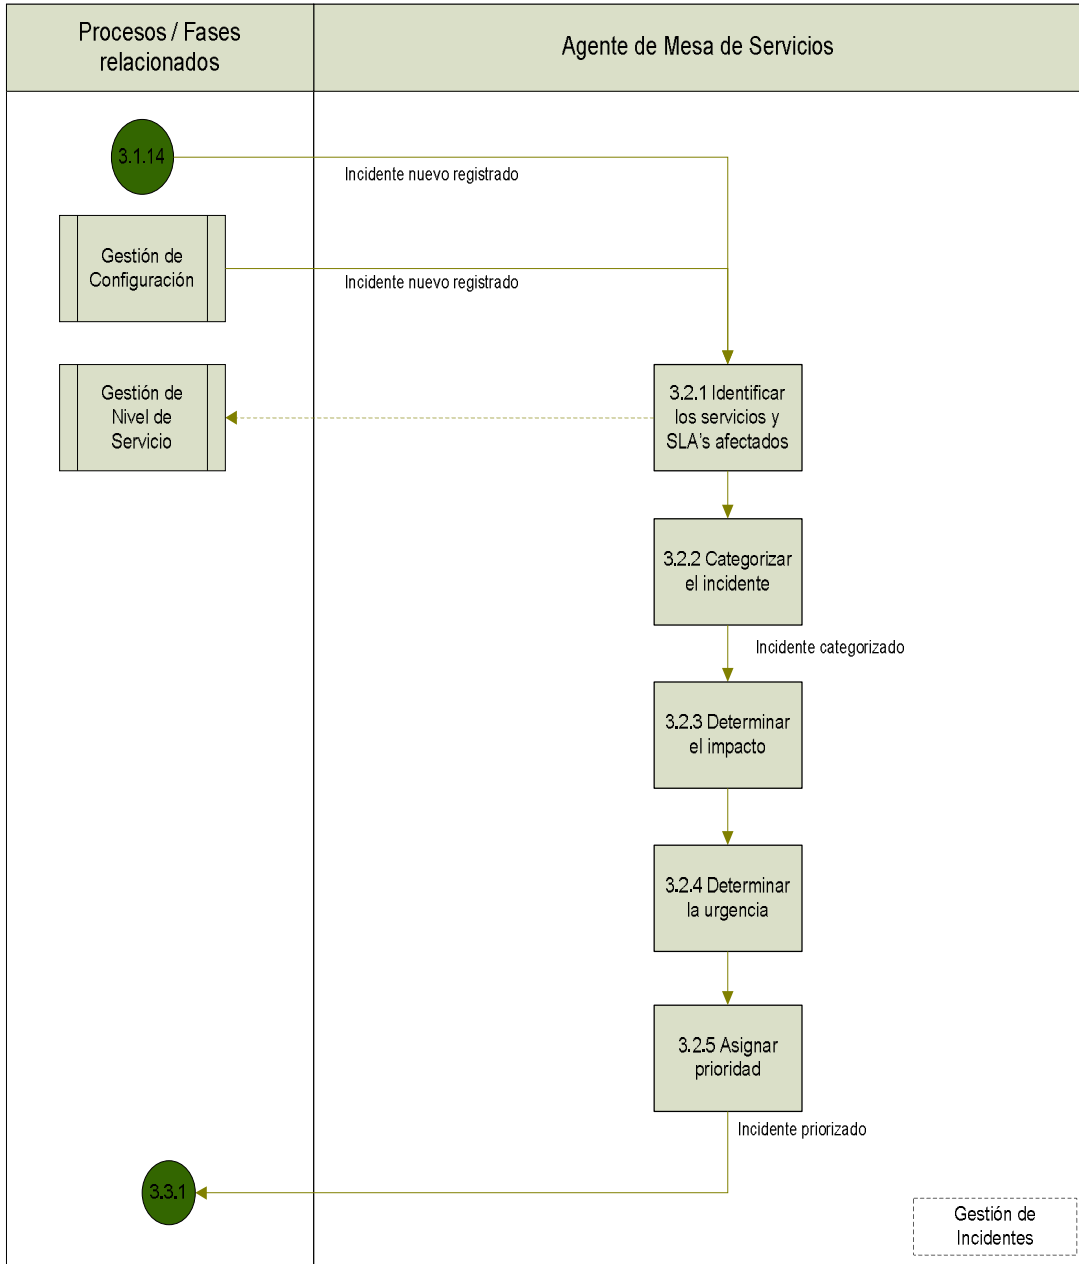 Procesos / Fases
relacionados
Agente de Mesa de Servicios
3.1.14
Incidente nuevo registrado
Gestión de
Configuración
Incidente nuevo registrado
Gestión de
Nivel de
Servicio
3.2.1 Identificar
los servicios y
SLA's afectados
3.2.2 Categorizar
el incidente
Incidente categorizado
3.2.3 Determinar
el impacto
3.2.4 Determinar
la urgencia
3.2.5 Asignar
prioridad
Incidente priorizado
3.3.1
Gestión de
Incidentes